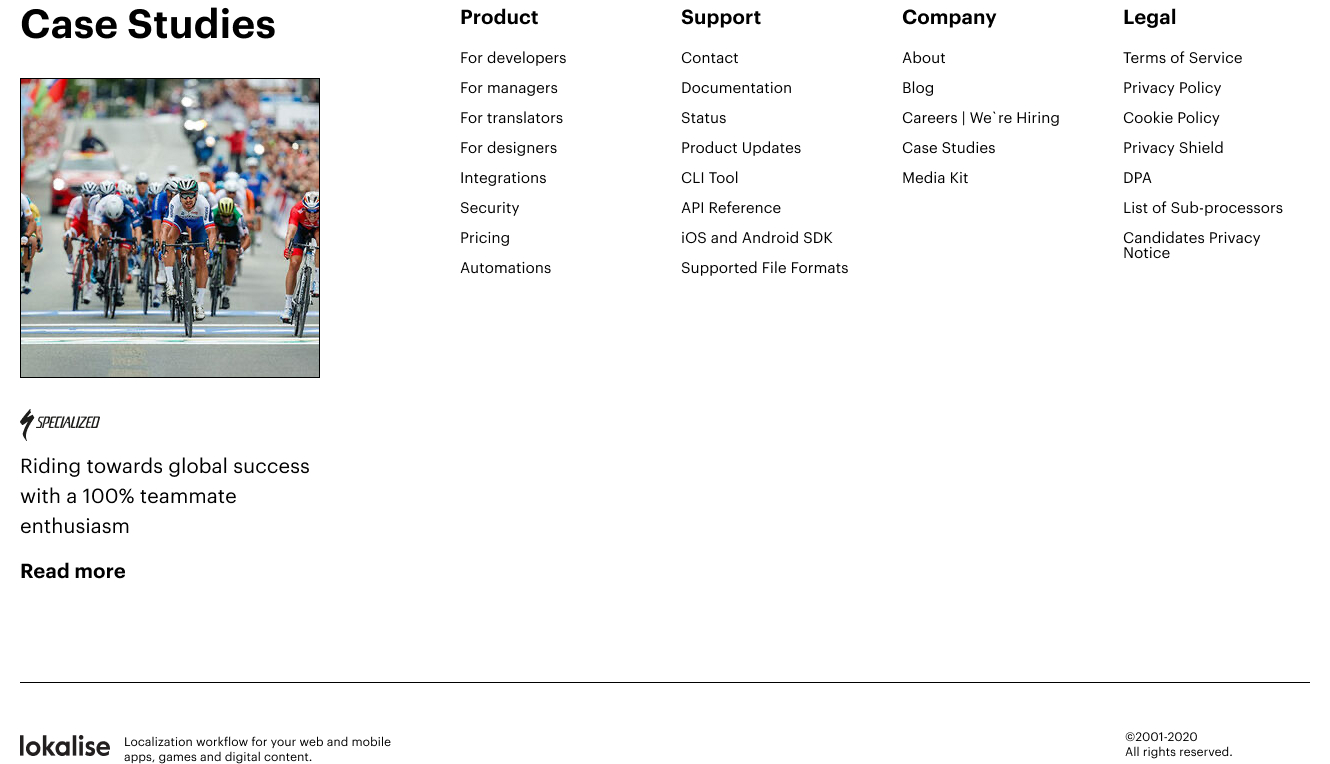 Case Studies
SPECIALIZED
Riding towards global success
with a 100% teammate
enthusiasm
Read more
Product
For developers
For managers
For translators
For designers
Integrations
Security
Pricing
Automations
Support
Contact
Documentation
Status
Product Updates
CLI Tool
API Reference
iOS and Android SDK
Supported File Formats
Company
About
Blog
Careers | We`re Hiring
Case Studies
Media Kit
Legal
Terms of Service
Privacy Policy
Cookie Policy
Privacy Shield
DPA
List of Sub-processors
Candidates Privacy
Notice
lokalise
Localization workflow for your web and mobile
apps, games and digital content.
©2001-2020
All rights reserved.